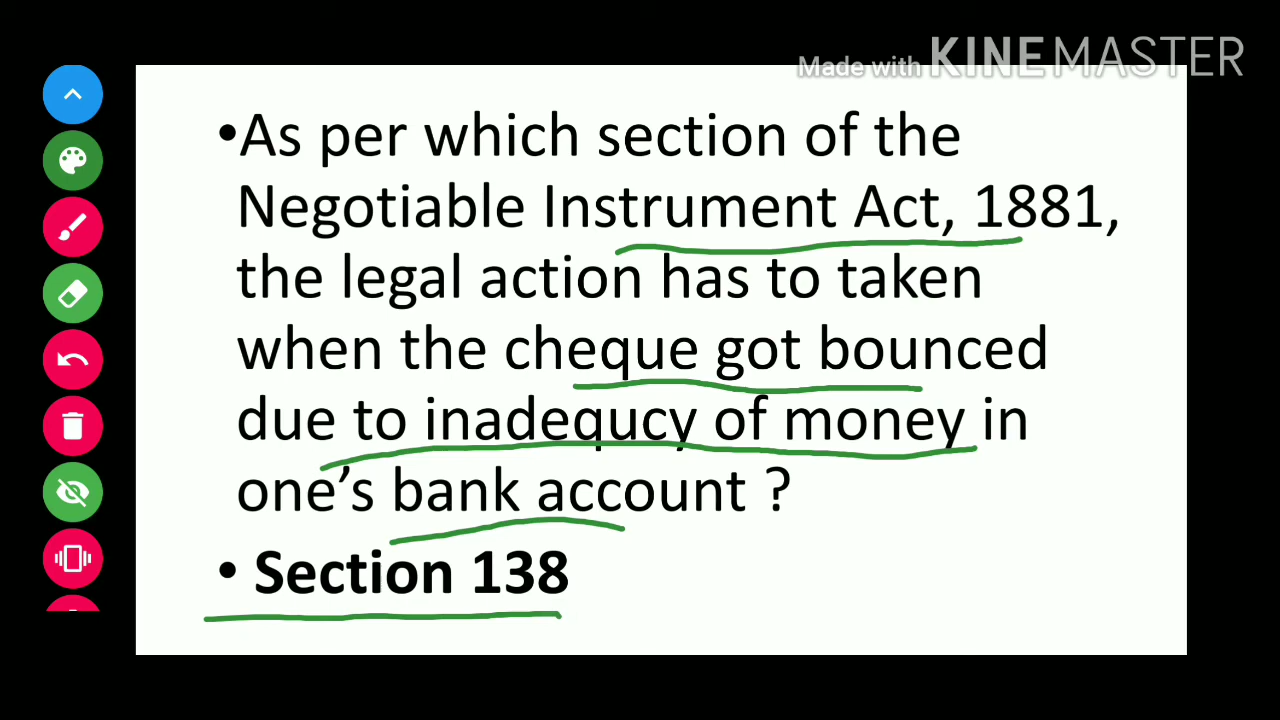 Made with KINEMASTER
•As per which section of the
Negotiable Instrument Act, 1881,
the legal action has to taken
when the cheque got bounced
due to inadequcy of money in
one’s bank account ?
• Section 138